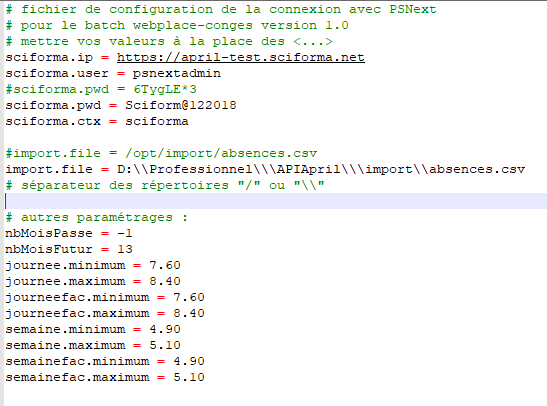 # fichier de configuration de la connexion avec PSNext
# pour le batch webplace-conges version 1.0
# mettre vos valeurs à la place des <...>
sciforma.ip = https://april-test.sciforma.net
sciforma.user = psnextadmin
#sciforma.pwd = 6TygLE*3
sciforma.pwd = Sciform@122018
sciforma.ctx = sciforma
#import.file = /opt/import/absences.csv
import.file = D:\\Professionnel\\\APIApril\\\import\\absences.csv
# séparateur des répertoires "/" ou "\\"
# autres paramétrages :
nbMoisPasse = -1
nbMoisFutur = 13
journee.minimum = 7.60
journee.maximum = 8.40
journeefac.minimum = 7.60
journeefac.maximum = 8.40
semaine.minimum = 4.90
semaine.maximum = 5.10
semainefac.minimum = 4.90
semainefac.maximum = 5.10